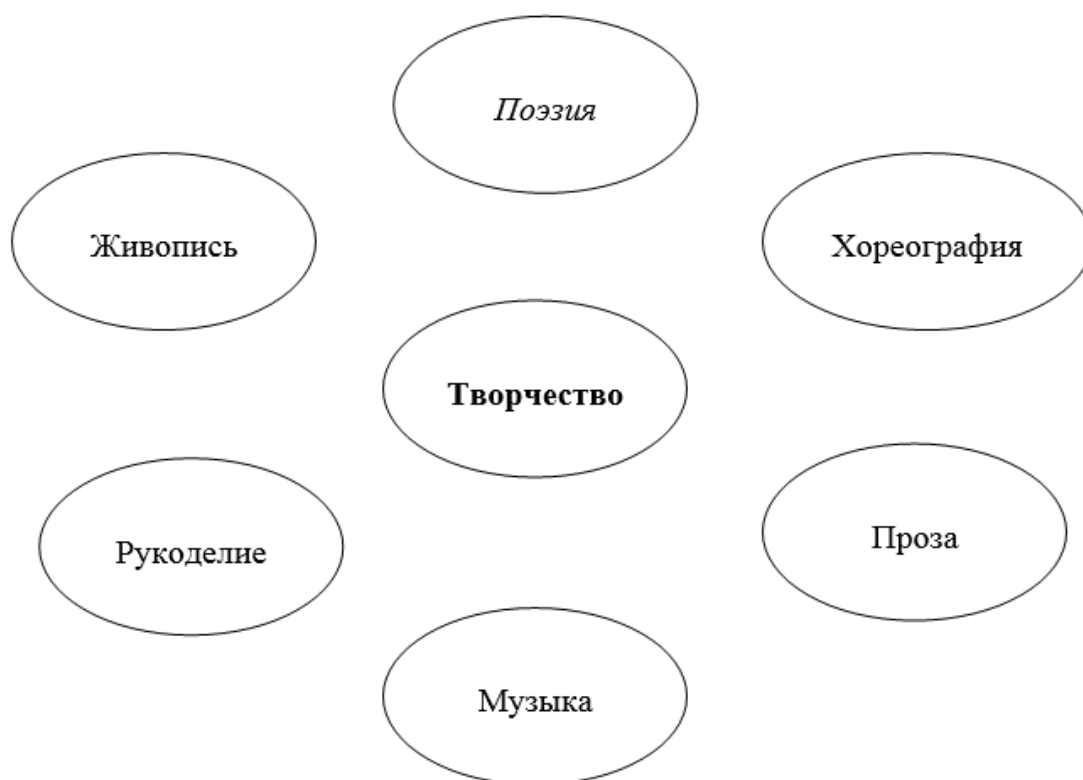 Поэзия
Живопись
Хореография
Творчество
Рукоделие
Проза
Музыка